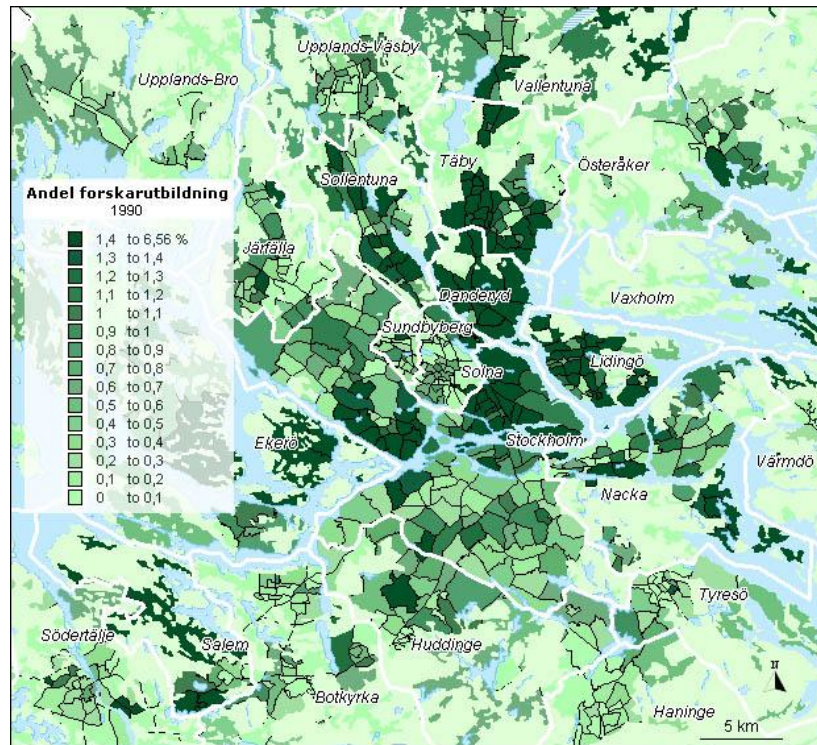 Upplands-Väsby
Upplands-Bro
Vallentuna
Täby
Österåker
Sollentuna
Andel forskarutbildning
1990
1,4 to 6,56 %
1,3 to 1,4
1,2 to 1,3
1,1 to 1,2
1 to 1,1
0,9 to 1
0,8 to 0,9
0,7 to 0,8
0,6 to 0,7
0,5 to 0,6
0,4 to 0,5
0,3 to 0,4
0,2 to 0,3
0,1 to 0,2
0 to 0,1
Järfälla
Danderyd
Vaxholm
Sundbyberg
Lidingö
Solna
Ekerö
Stockholm
Värmdö
Nacka
Tyresö
Södertälje
Salem
Huddinge
Botkyrka
Haninge
5 km